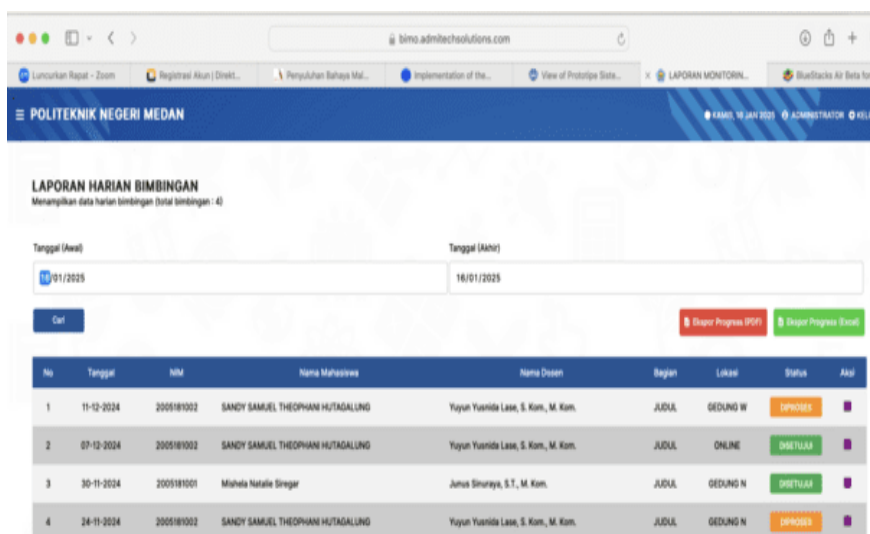 bimo.admitechsolutions.com
Luncurkan Rapat - Zoom
Registrasi Akun | Direkt...
Penyuluhan Bahaya Mal...
Implementation of the...
View of Prototipe Siste...
LAPORAN MONITORIN...
BlueStacks Air Beta for
POLITEKNIK NEGERI MEDAN
KAMIS, 16 JAN 2025 ADMINISTRATOR KELU
LAPORAN HARIAN BIMBINGAN
Menampilkan data harian bimbingan (total bimbingan : 4)
Tanggal (Awal) Tanggal (Akhir)
16/01/2025 16/01/2025
Cari Ekspor Progress (PDF) Ekspor Progress (Excel)
No Tanggal NIM Nama Mahasiswa Nama Dosen Bagian Lokasi Status Aksi
1 11-12-2024 2005181002 SANDY SAMUEL THEOPHANI HUTAGALUNG Yuyun Yusnida Lase, S. Kom., M. Kom. JUDUL GEDUNG W DIPROSES
2 07-12-2024 2005181002 SANDY SAMUEL THEOPHANI HUTAGALUNG Yuyun Yusnida Lase, S. Kom., M. Kom. JUDUL ONLINE DISETUJUI
3 30-11-2024 2005181001 Mishela Natalie Siregar Junus Sinuraya, S.T., M. Kom. JUDUL GEDUNG N DISETUJUI
4 24-11-2024 2005181002 SANDY SAMUEL THEOPHANI HUTAGALUNG Yuyun Yusnida Lase, S. Kom., M. Kom. JUDUL GEDUNG N DIPROSES